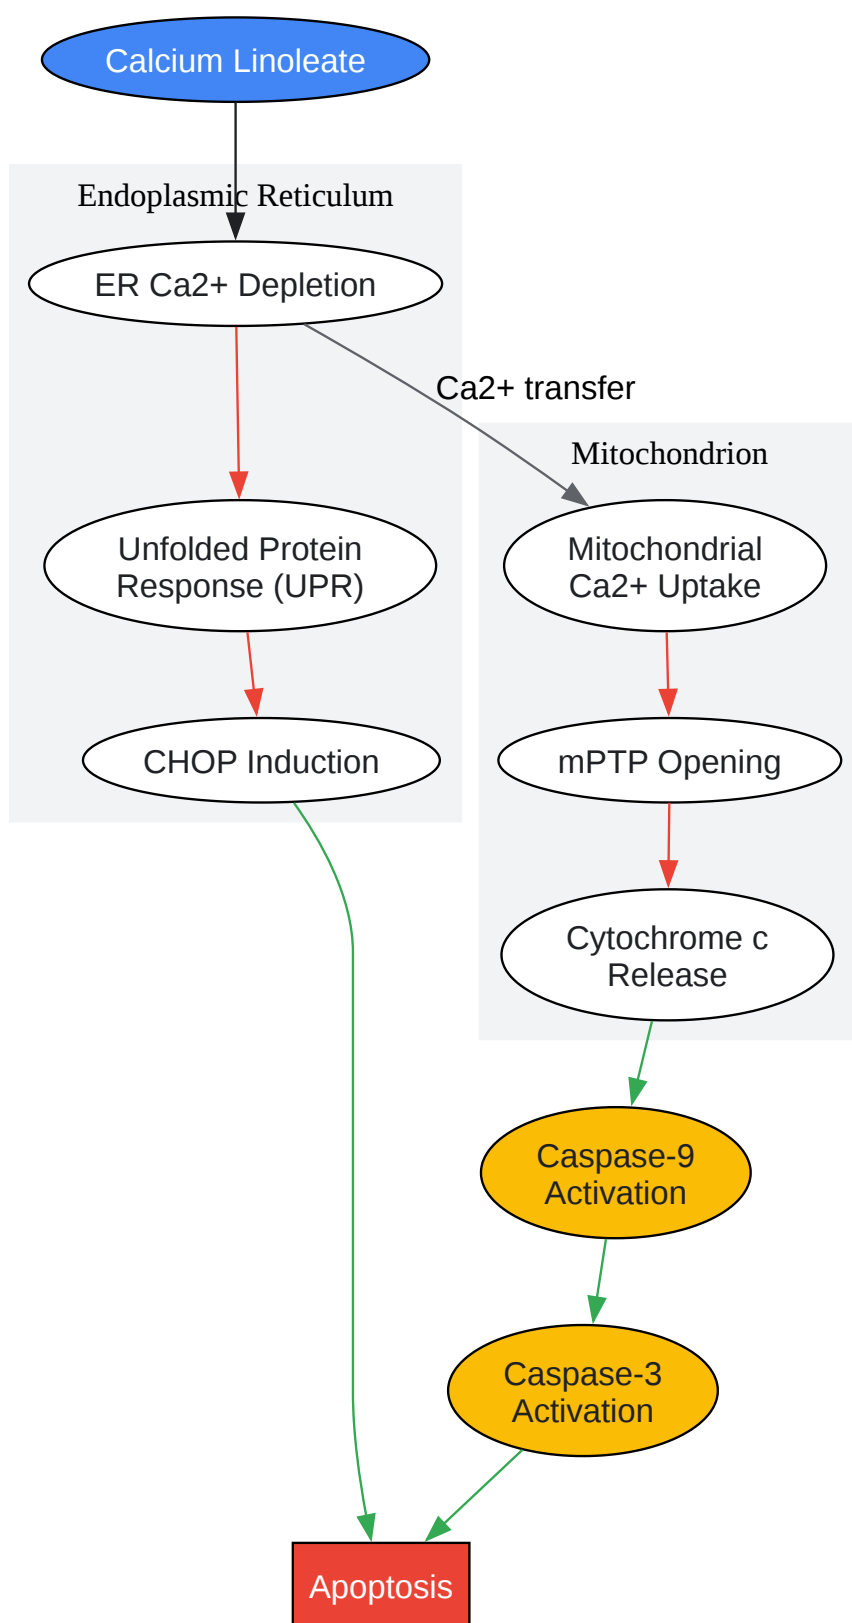 Calcium Linoleate
Endoplasmic Reticulum
ER Ca2+ Depletion
Ca2+ transfer
Mitochondrion
Unfolded Protein
Response (UPR)
Mitochondrial
Ca2+ Uptake
CHOP Induction
mPTP Opening
Cytochrome c
Release
Caspase-9
Activation
Caspase-3
Activation
Apoptosis